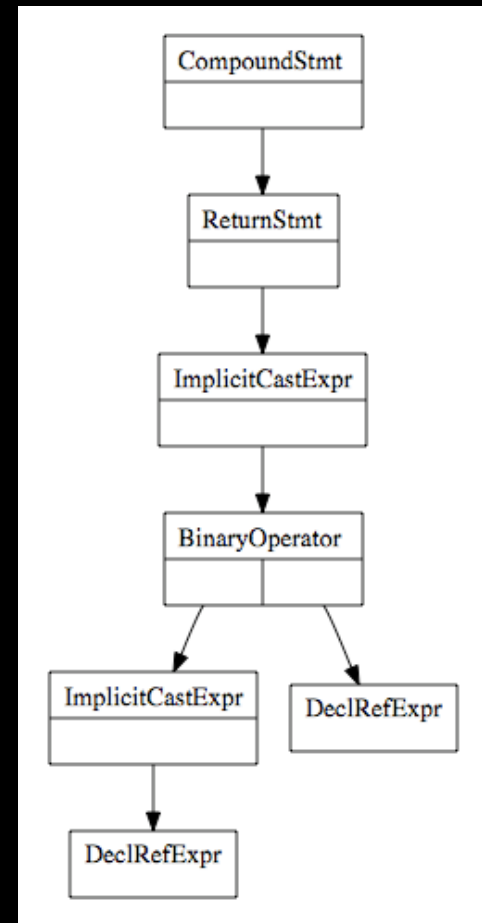 CompoundStmt
ReturnStmt
ImplicitCastExpr
BinaryOperator
ImplicitCastExpr
DeclRefExpr
DeclRefExpr